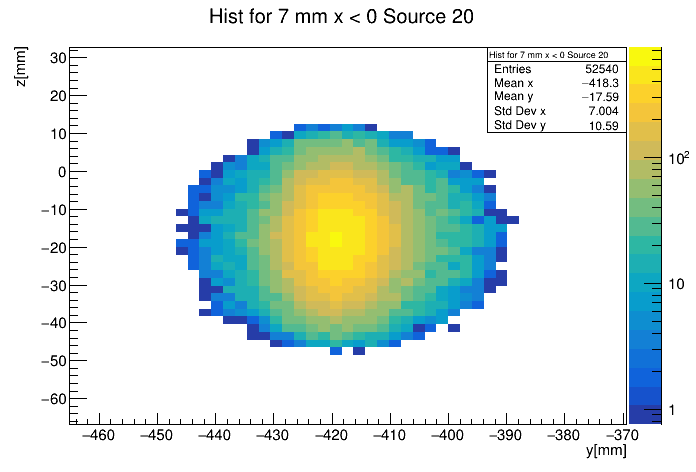 Hist for 7 mm x < 0 Source 20
z[mm]
30
20
10
0
−10
−20
−30
−40
−50
−60
Hist for 7 mm x < 0 Source 20
Entries 52540
Mean x −418.3
Mean y −17.59
Std Dev x 7.004
Std Dev y 10.59
10²
10
1
−460 −450 −440 −430 −420 −410 −400 −390 −380 −370
y[mm]